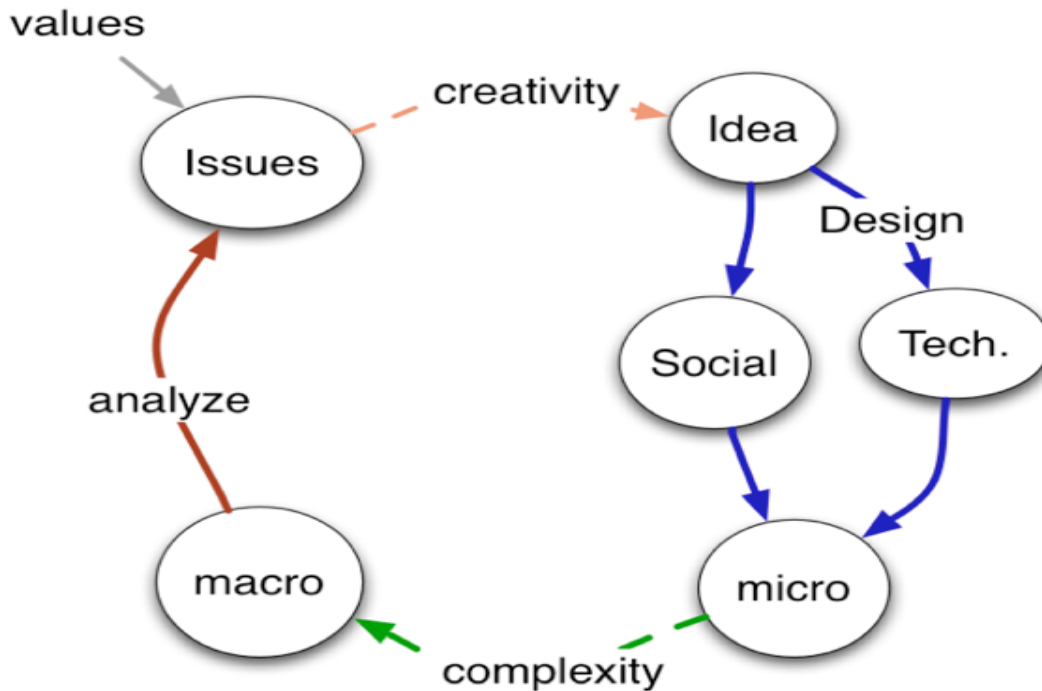 values
creativity
Idea
Issues
Design
Social
Tech.
analyze
macro
micro
complexity